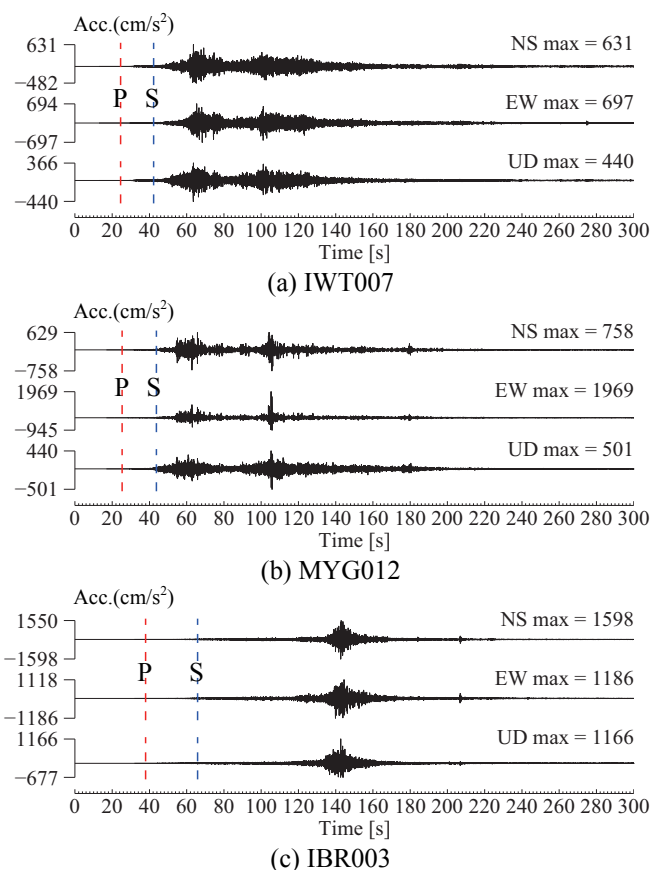 Acc.(cm/s²)
631
NS max = 631
−482
P S
694
EW max = 697
−697
366
UD max = 440
−440
0 20 40 60 80 100 120 140 160 180 200 220 240 260 280 300
Time [s]
(a) IWT007
Acc.(cm/s²)
629
NS max = 758
−758
P S
1969
EW max = 1969
−945
440
UD max = 501
−501
0 20 40 60 80 100 120 140 160 180 200 220 240 260 280 300
Time [s]
(b) MYG012
Acc.(cm/s²)
1550
NS max = 1598
−1598
P S
1118
EW max = 1186
−1186
1166
UD max = 1166
−677
0 20 40 60 80 100 120 140 160 180 200 220 240 260 280 300
Time [s]
(c) IBR003